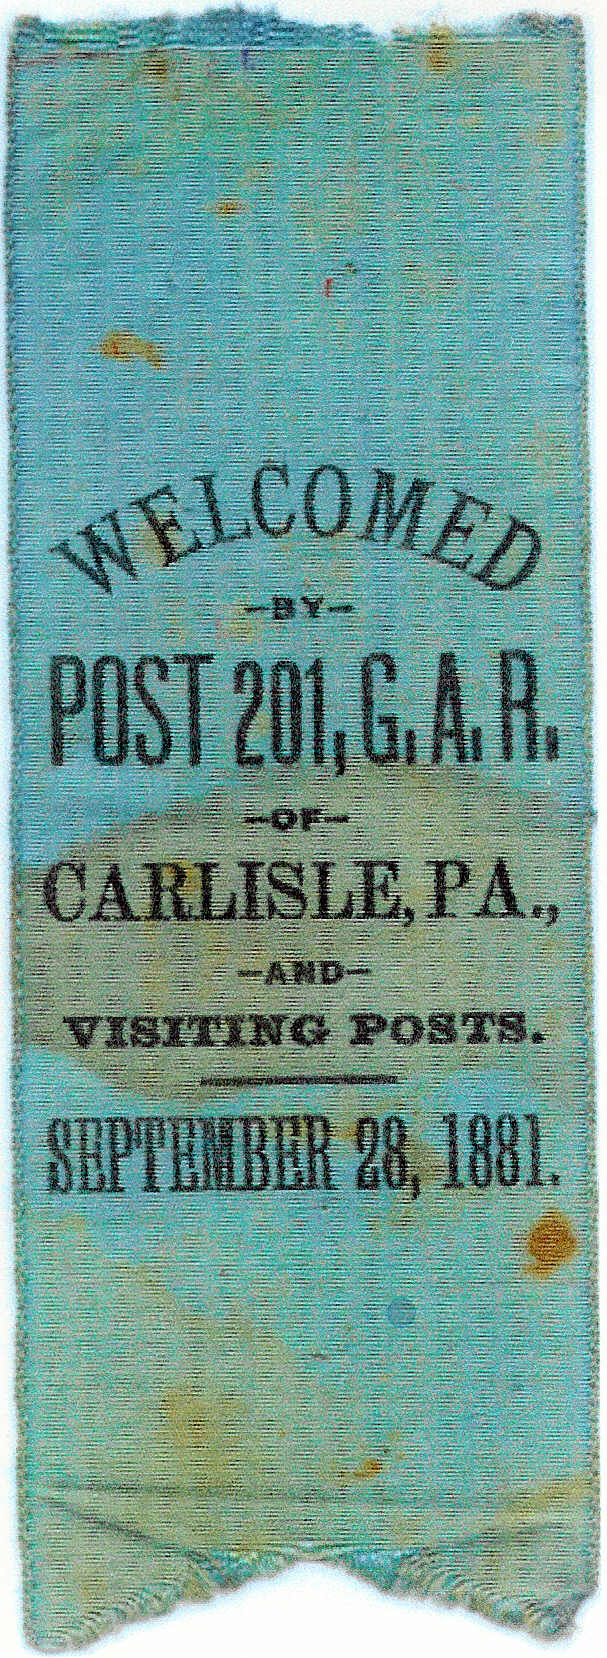 WELCOMED
—BY—
POST 201, G.A.R.
—OF—
CARLISLE, PA.,
—AND—
VISITING POSTS.
SEPTEMBER 28, 1881.